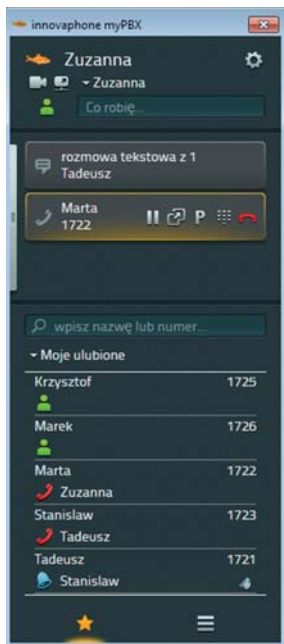 innovaphone myPBX
Zuzanna
Zuzanna
Co robię...
rozmowa tekstowa z 1
Tadeusz
Marta
1722
P
wpisz nazwę lub numer...
Moje ulubione
Krzysztof 1725
Marek 1726
Marta 1722
Zuzanna
Stanislaw 1723
Tadeusz
Tadeusz 1721
Stanislaw